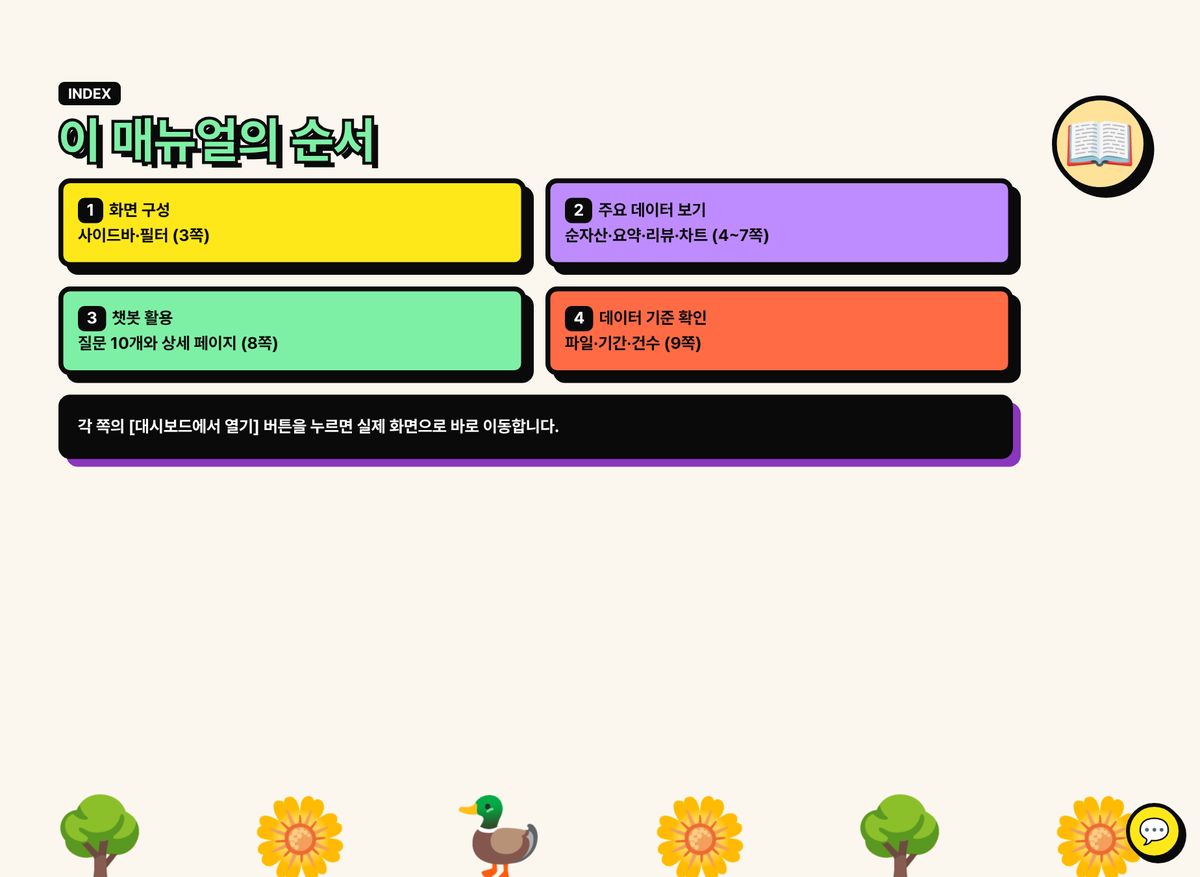 INDEX
이 매뉴얼의 순서
1 화면 구성
사이드바·필터 (3쪽)
2 주요 데이터 보기
순자산·요약·리뷰·차트 (4~7쪽)
3 챗봇 활용
질문 10개와 상세 페이지 (8쪽)
4 데이터 기준 확인
파일·기간·건수 (9쪽)
각 쪽의 [대시보드에서 열기] 버튼을 누르면 실제 화면으로 바로 이동합니다.